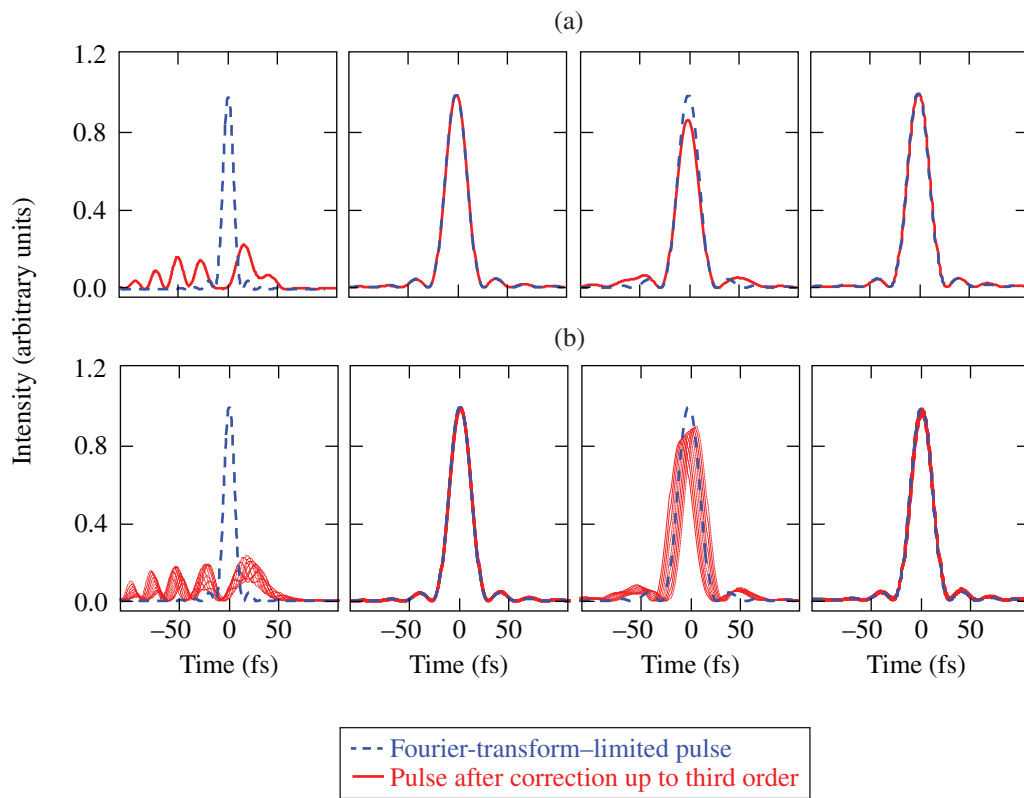 (a)
1.2
0.8
0.4
0.0
(b)
1.2
0.8
0.4
0.0
Intensity (arbitrary units)
–50 0 50 –50 0 50 –50 0 50 –50 0 50
Time (fs) Time (fs) Time (fs) Time (fs)
Fourier-transform–limited pulse
Pulse after correction up to third order